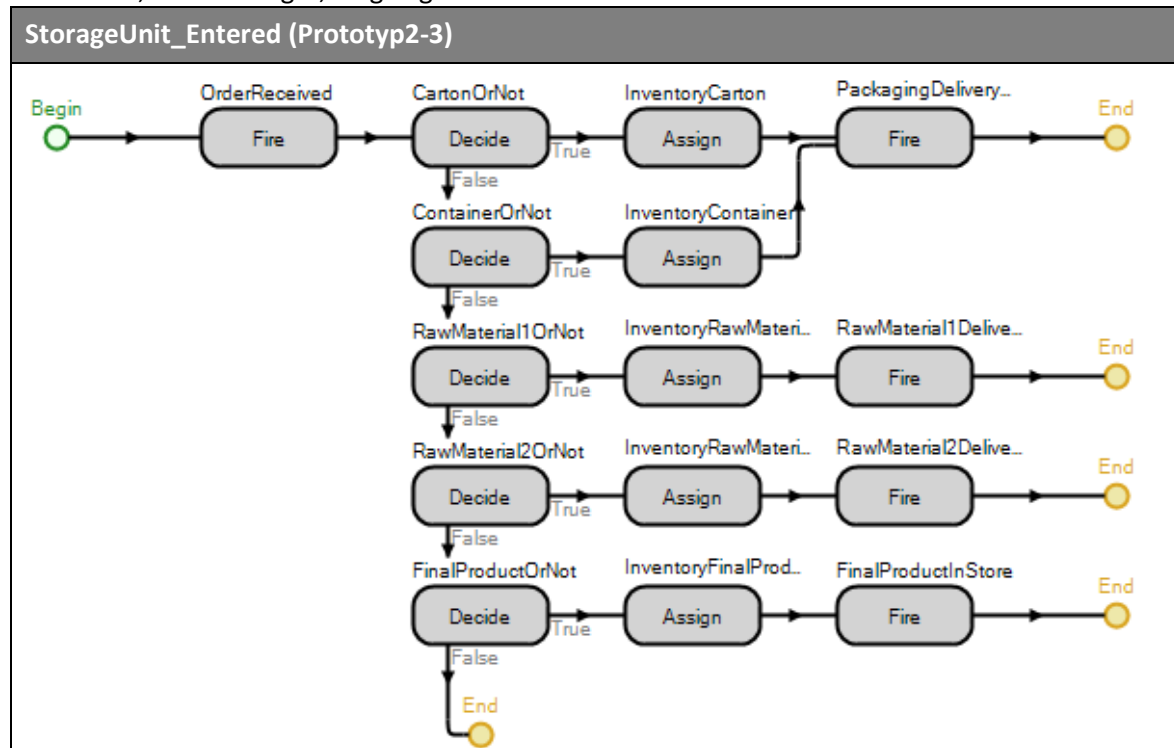 StorageUnit_Entered (Prototyp2-3)
Begin
OrderReceived
Fire
CartonOrNot
Decide
True
False
InventoryCarton
Assign
PackagingDelivery...
Fire
End
ContainerOrNot
Decide
True
False
InventoryContainer
Assign
RawMaterial1OrNot
Decide
True
False
InventoryRawMateri...
Assign
RawMaterial1Delive...
Fire
End
RawMaterial2OrNot
Decide
True
False
InventoryRawMateri...
Assign
RawMaterial2Delive...
Fire
End
FinalProductOrNot
Decide
True
False
InventoryFinalProd...
Assign
FinalProductInStore
Fire
End
End